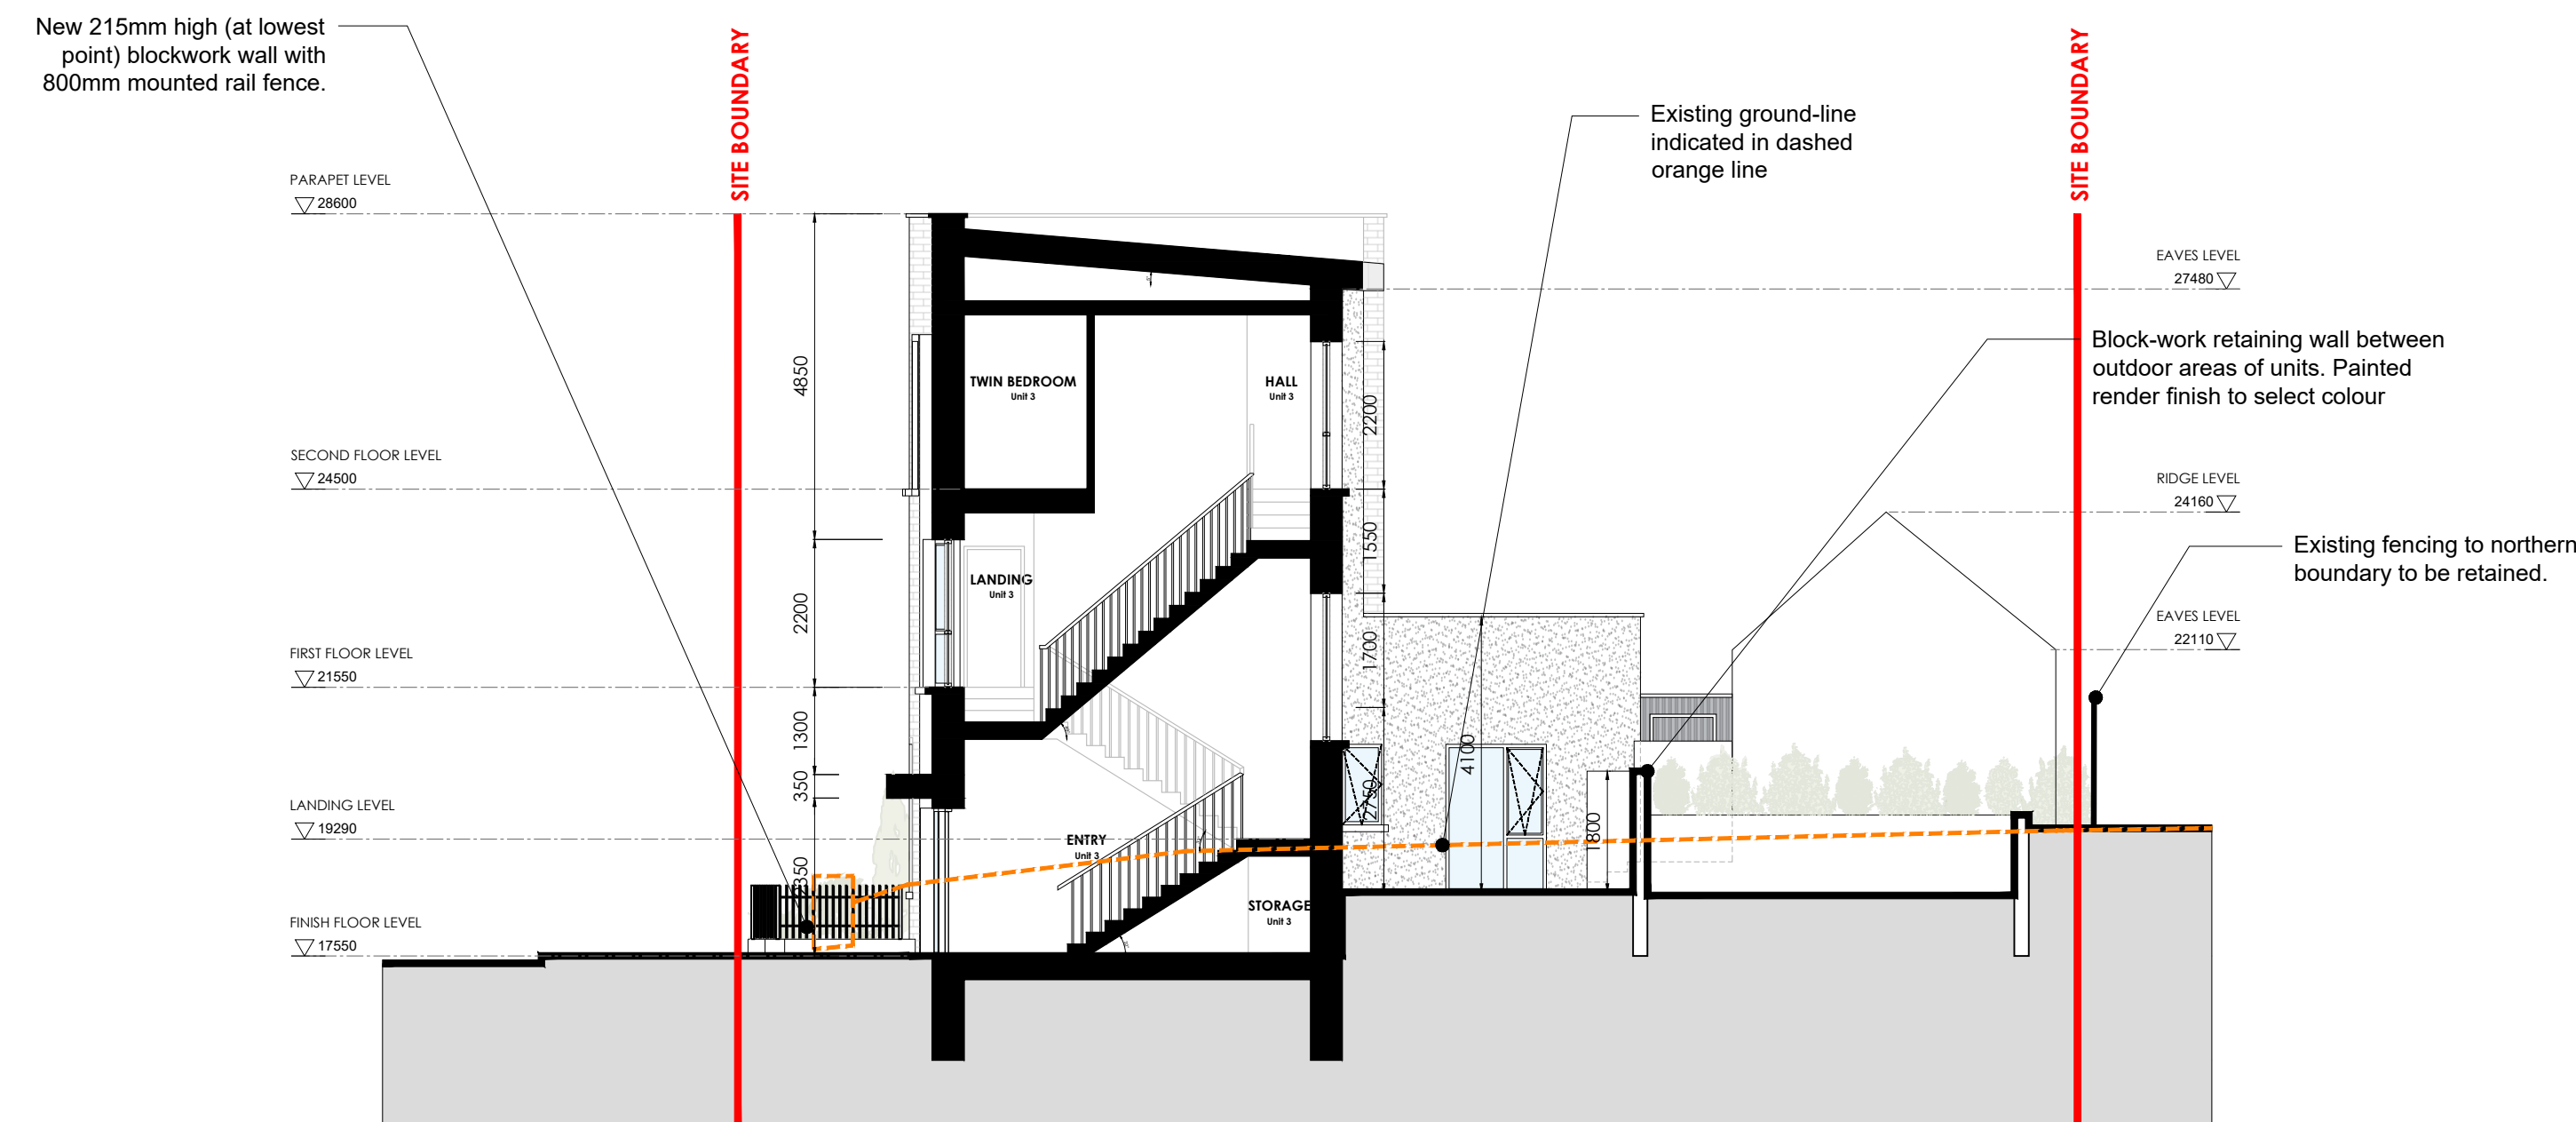 New 215mm high (at lowest
point) blockwork wall with
800mm mounted rail fence.
SITE BOUNDARY
SITE BOUNDARY
Existing ground-line
indicated in dashed
orange line
PARAPET LEVEL
28600
EAVES LEVEL
27480
Block-work retaining wall between
outdoor areas of units. Painted
render finish to select colour
4850
TWIN BEDROOM
Unit 3
HALL
Unit 3
2200
SECOND FLOOR LEVEL
24500
RIDGE LEVEL
24160
1550
Existing fencing to northern
boundary to be retained.
LANDING
Unit 3
2200
EAVES LEVEL
22110
1700
FIRST FLOOR LEVEL
21550
1300
4100
350
2750
LANDING LEVEL
19290
ENTRY
Unit 3
1800
STORAGE
Unit 3
FINISH FLOOR LEVEL
17550